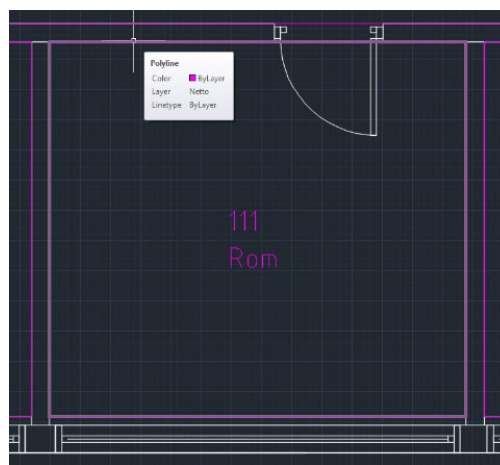 Polyline
Color ByLayer
Layer Netto
Linetype ByLayer
111
Rom